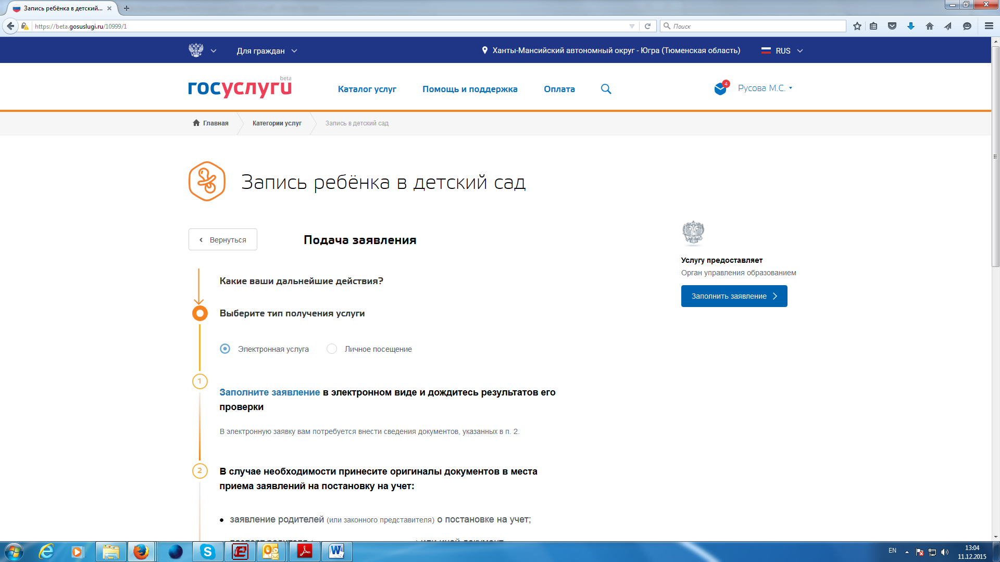 Запись ребёнка в детский...
https://beta.gosuslugi.ru/10999/1
Поиск
Для граждан
Ханты-Мансийский автономный округ - Югра (Тюменская область)
RUS
госуслуги beta
Каталог услуг
Помощь и поддержка
Оплата
4
Русова М.С.
Главная
Категории услуг
Запись в детский сад
Запись ребёнка в детский сад
Вернуться
Подача заявления
Услугу предоставляет
Орган управления образованием
Заполнить заявление
Какие ваши дальнейшие действия?
Выберите тип получения услуги
Электронная услуга
Личное посещение
1
Заполните заявление в электронном виде и дождитесь результатов его
проверки
В электронную заявку вам потребуется внести сведения документов, указанных в п. 2.
2
В случае необходимости принесите оригиналы документов в места
приема заявлений на постановку на учет:
заявление родителей (или законного представителя) о постановке на учет;
EN
13:04
11.12.2015